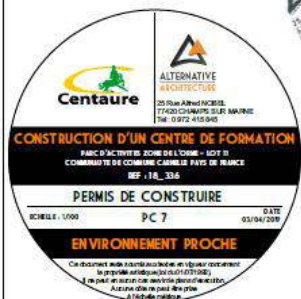 Centaure
ALTERNATIVE
ARCHITECTURE
25 Rue Alfred NOBEL
77420 CHAMPS SUR MARNE
Tel : 0972 415845
CONSTRUCTION D'UN CENTRE DE FORMATION
PARC D'ACTIVITES ZONE DE L'ORME - LOT 11
COMMUNAUTE DE COMMUNE CARNELLE PAYS DE FRANCE
REF : 18_336
PERMIS DE CONSTRUIRE
ECHELLE : 1/100
PC 7
DATE
03/04/2019
ENVIRONNEMENT PROCHE
Ce document reste soumis aux textes en vigueur concernant
la propriété artistique (loi du 01/07/1992),
Il ne peut en aucun cas servir de plans d'execution.
Aucune côte ne peut être prise
à l'échelle métrique.